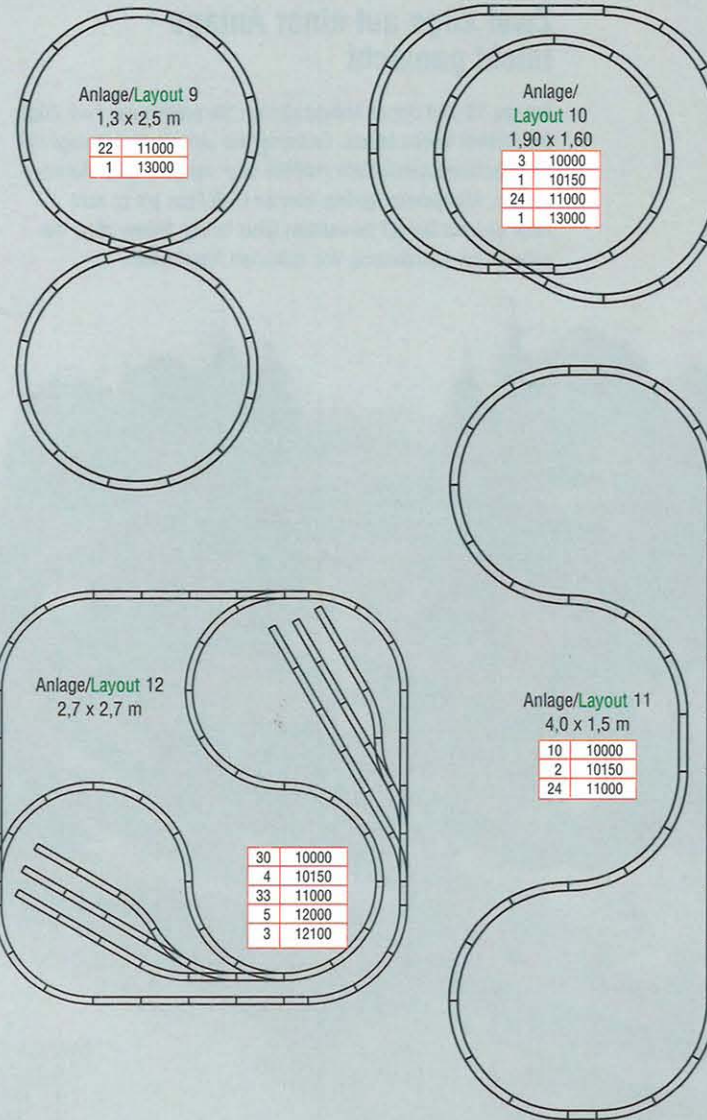 Anlage/Layout 9
1,3 x 2,5 m
22 11000
1 13000
Anlage/
Layout 10
1,90 x 1,60
3 10000
1 10150
24 11000
1 13000
Anlage/Layout 12
2,7 x 2,7 m
30 10000
4 10150
33 11000
5 12000
3 12100
Anlage/Layout 11
4,0 x 1,5 m
10 10000
2 10150
24 11000